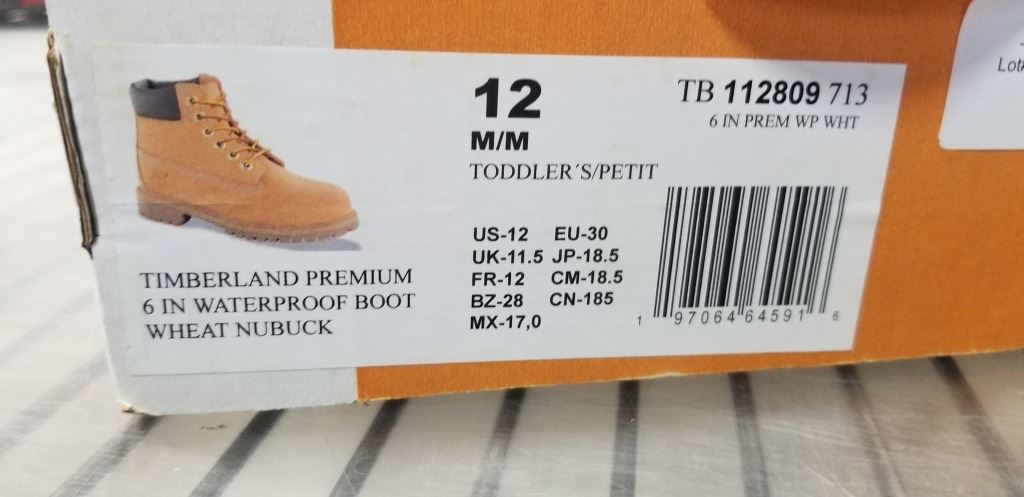 12
M/M
TODDLER´S/PETIT
TB 112809 713
6 IN PREM WP WHT
US-12 EU-30
UK-11.5 JP-18.5
FR-12 CM-18.5
BZ-28 CN-185
MX-17,0
TIMBERLAND PREMIUM
6 IN WATERPROOF BOOT
WHEAT NUBUCK
1 97064 64591 6